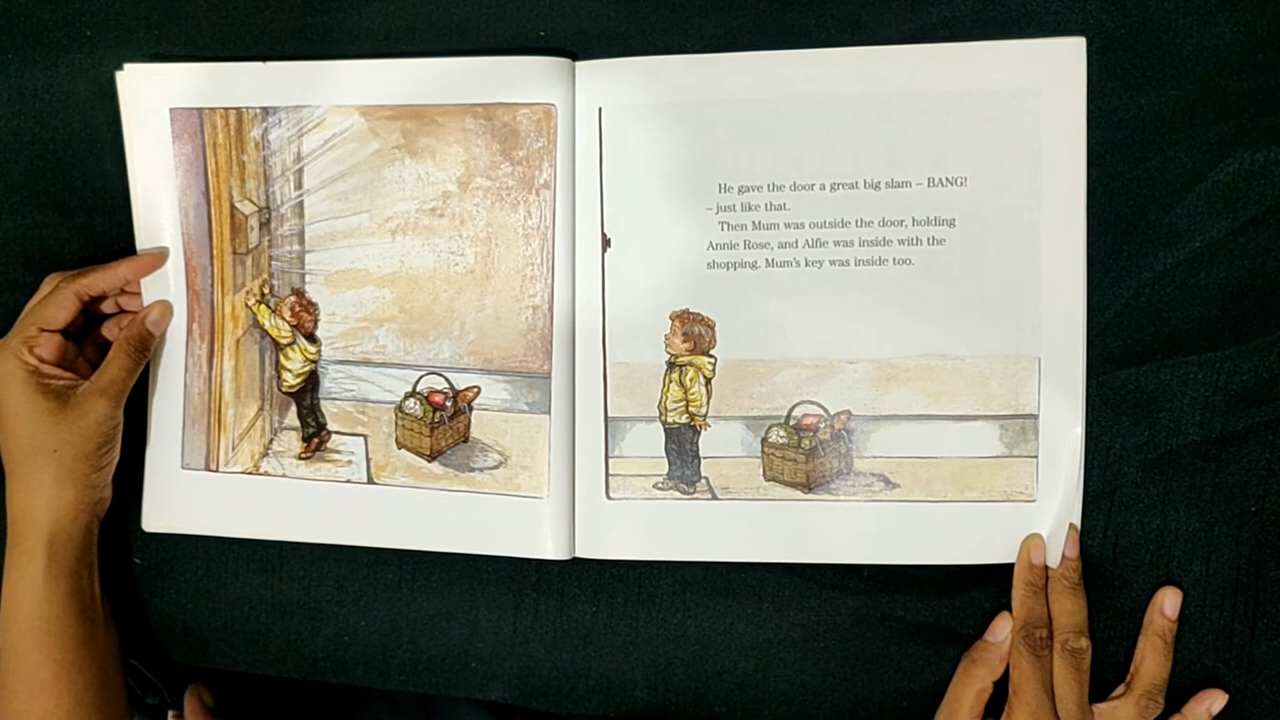 He gave the door a great big slam – BANG!
– just like that.
Then Mum was outside the door, holding
Annie Rose, and Alfie was inside with the
shopping. Mum's key was inside too.